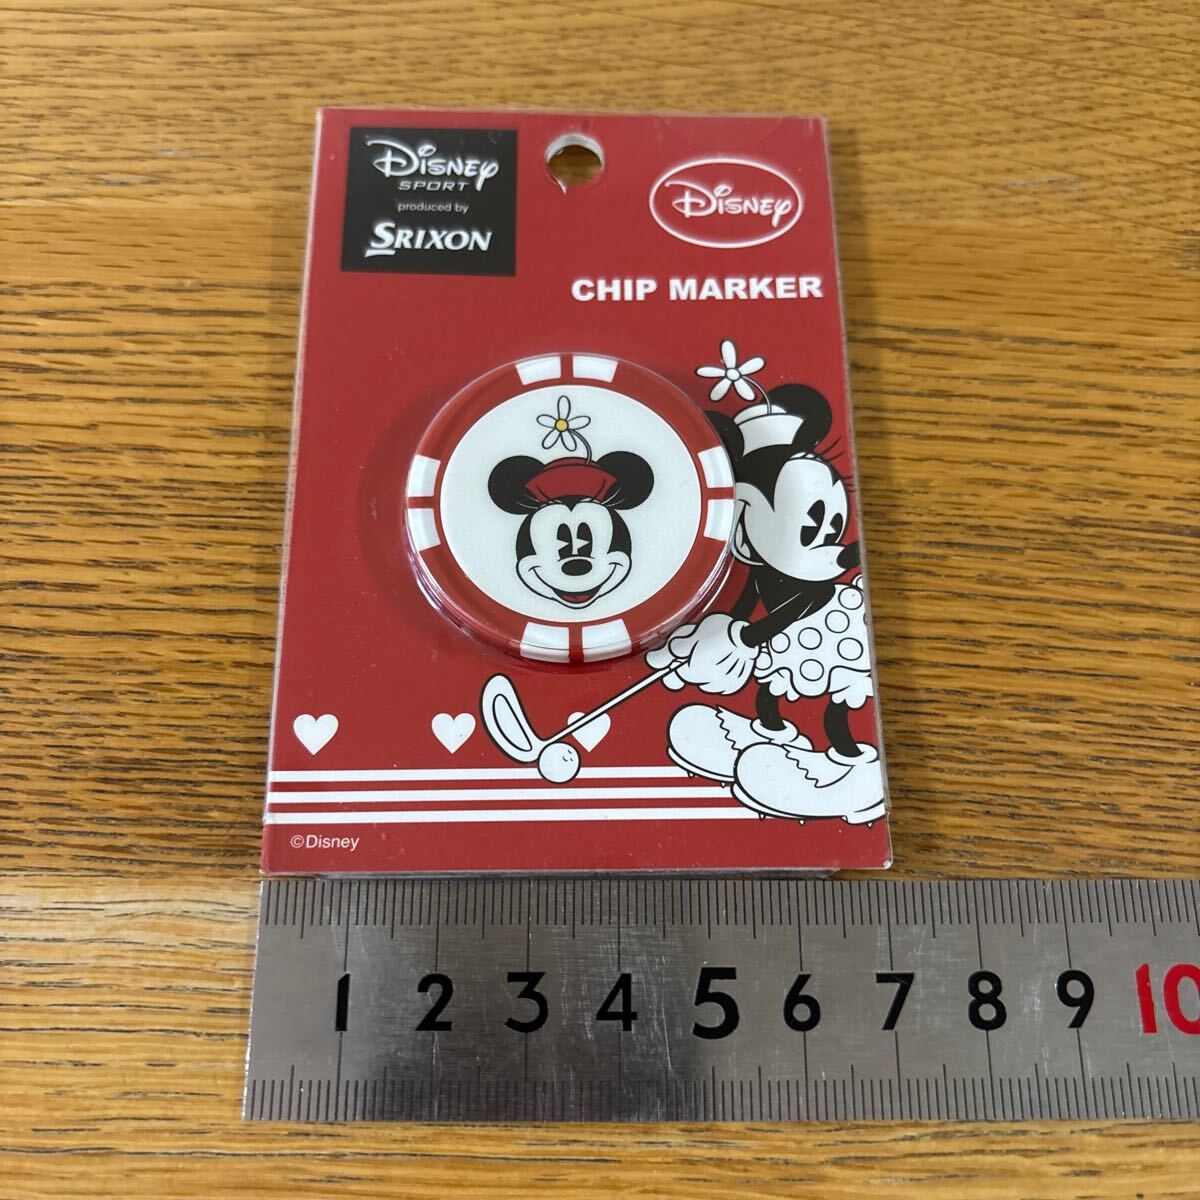 DISNEY
SPORT
produced by
SRIXON
DISNEY
CHIP MARKER
©Disney
1 2 3 4 5 6 7 8 9 10